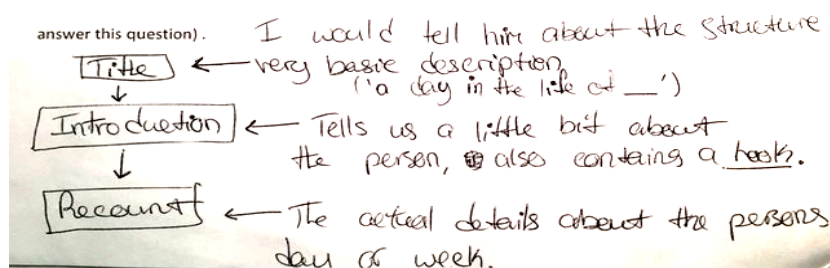 answer this question). I would tell him about the structure
Title ← very basic description
('a day in the life of __')
↓
Introduction ← Tells us a little bit about
the person, also containg a hook.
↓
Recount ← The actual details about the persons
day or week.